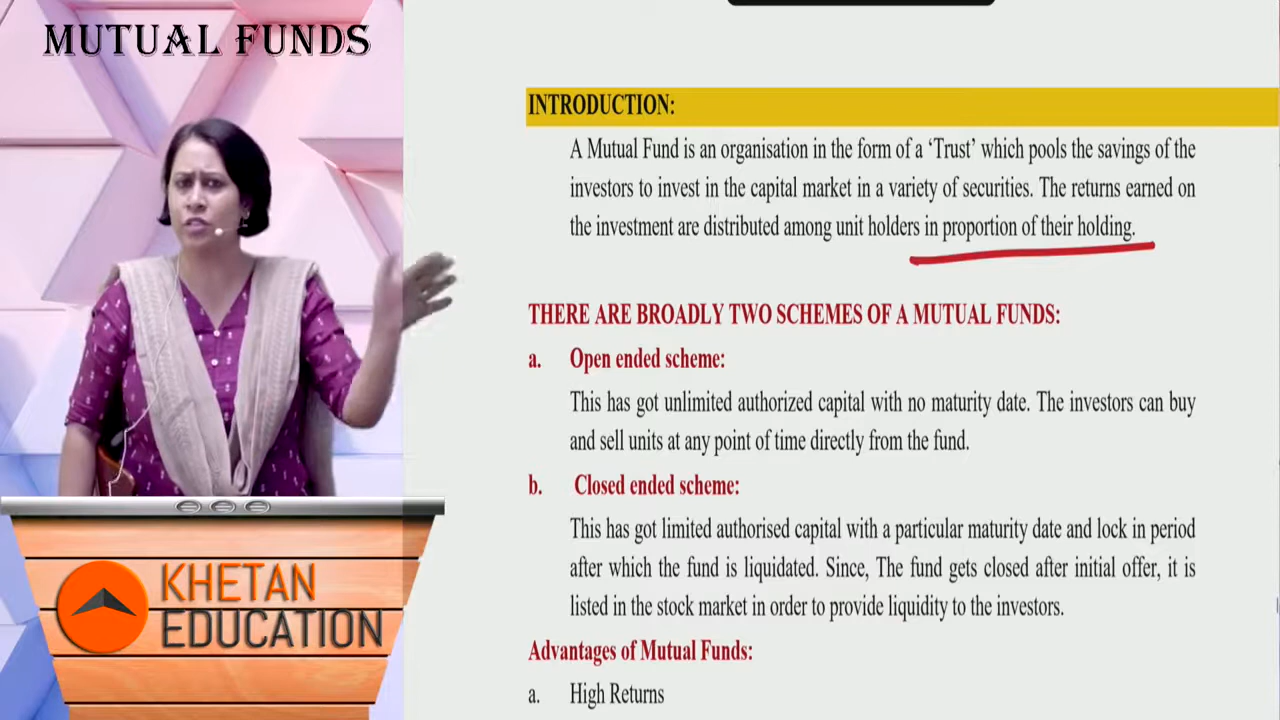 MUTUAL FUNDS
INTRODUCTION:
A Mutual Fund is an organisation in the form of a ‘Trust’ which pools the savings of the
investors to invest in the capital market in a variety of securities. The returns earned on
the investment are distributed among unit holders in proportion of their holding.
THERE ARE BROADLY TWO SCHEMES OF A MUTUAL FUNDS:
a. Open ended scheme:
This has got unlimited authorized capital with no maturity date. The investors can buy
and sell units at any point of time directly from the fund.
b. Closed ended scheme:
This has got limited authorised capital with a particular maturity date and lock in period
after which the fund is liquidated. Since, The fund gets closed after initial offer, it is
listed in the stock market in order to provide liquidity to the investors.
Advantages of Mutual Funds:
a. High Returns
KHETAN
EDUCATION